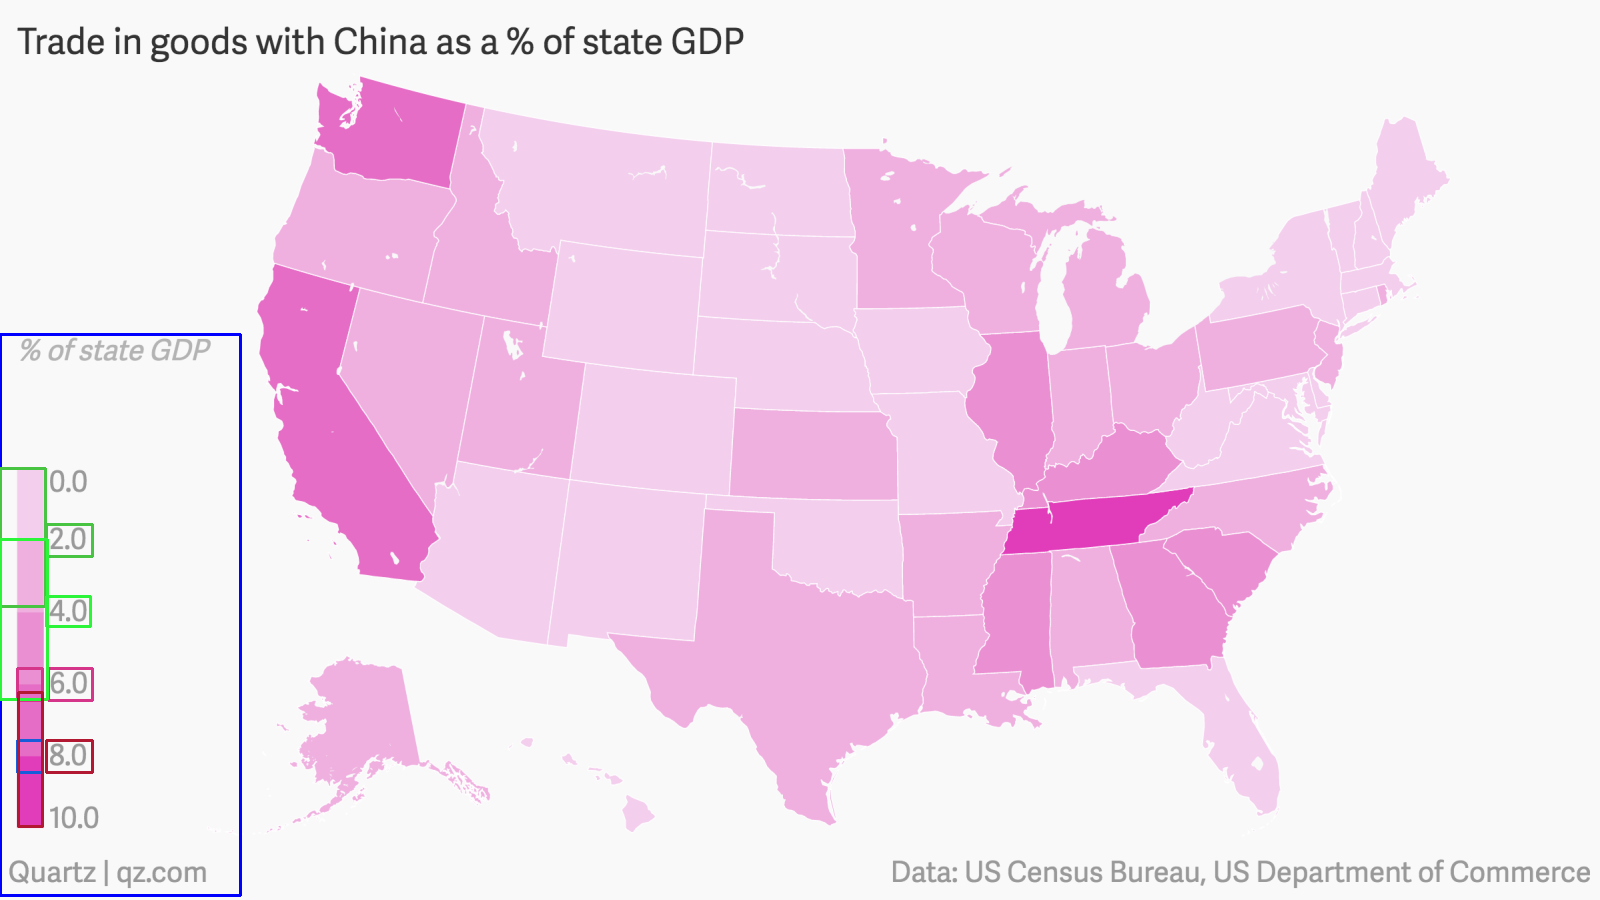 Trade in goods with China as a % of state GDP
% of state GDP
0.0
2.0
4.0
6.0
8.0
10.0
Quartz | qz.com
Data: US Census Bureau, US Department of Commerce